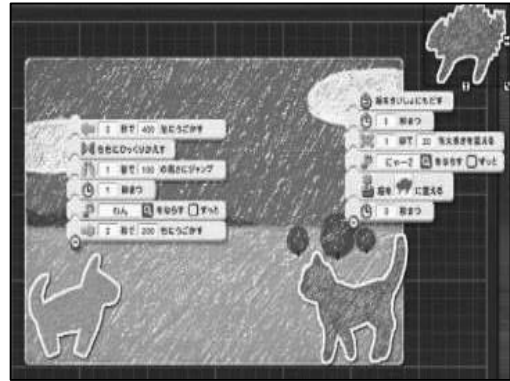 2 秒で 400 左にうごかす
左右にひっくりかえす
1 秒で 100 の高さにジャンプ
1 秒まつ
わん をならす ずっと
2 秒で 200 右にうごかす
絵をさいしょにもどす
1 秒まつ
1 秒で 20 %大きさを変える
にゃー2 をならす ずっと
絵を に変える
3 秒まつ